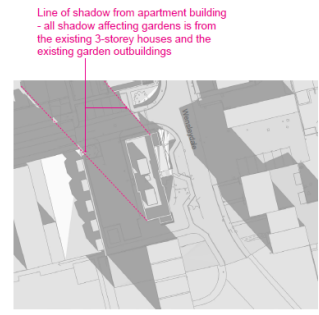 Line of shadow from apartment building
- all shadow affecting gardens is from
the existing 3-storey houses and the
existing garden outbuildings